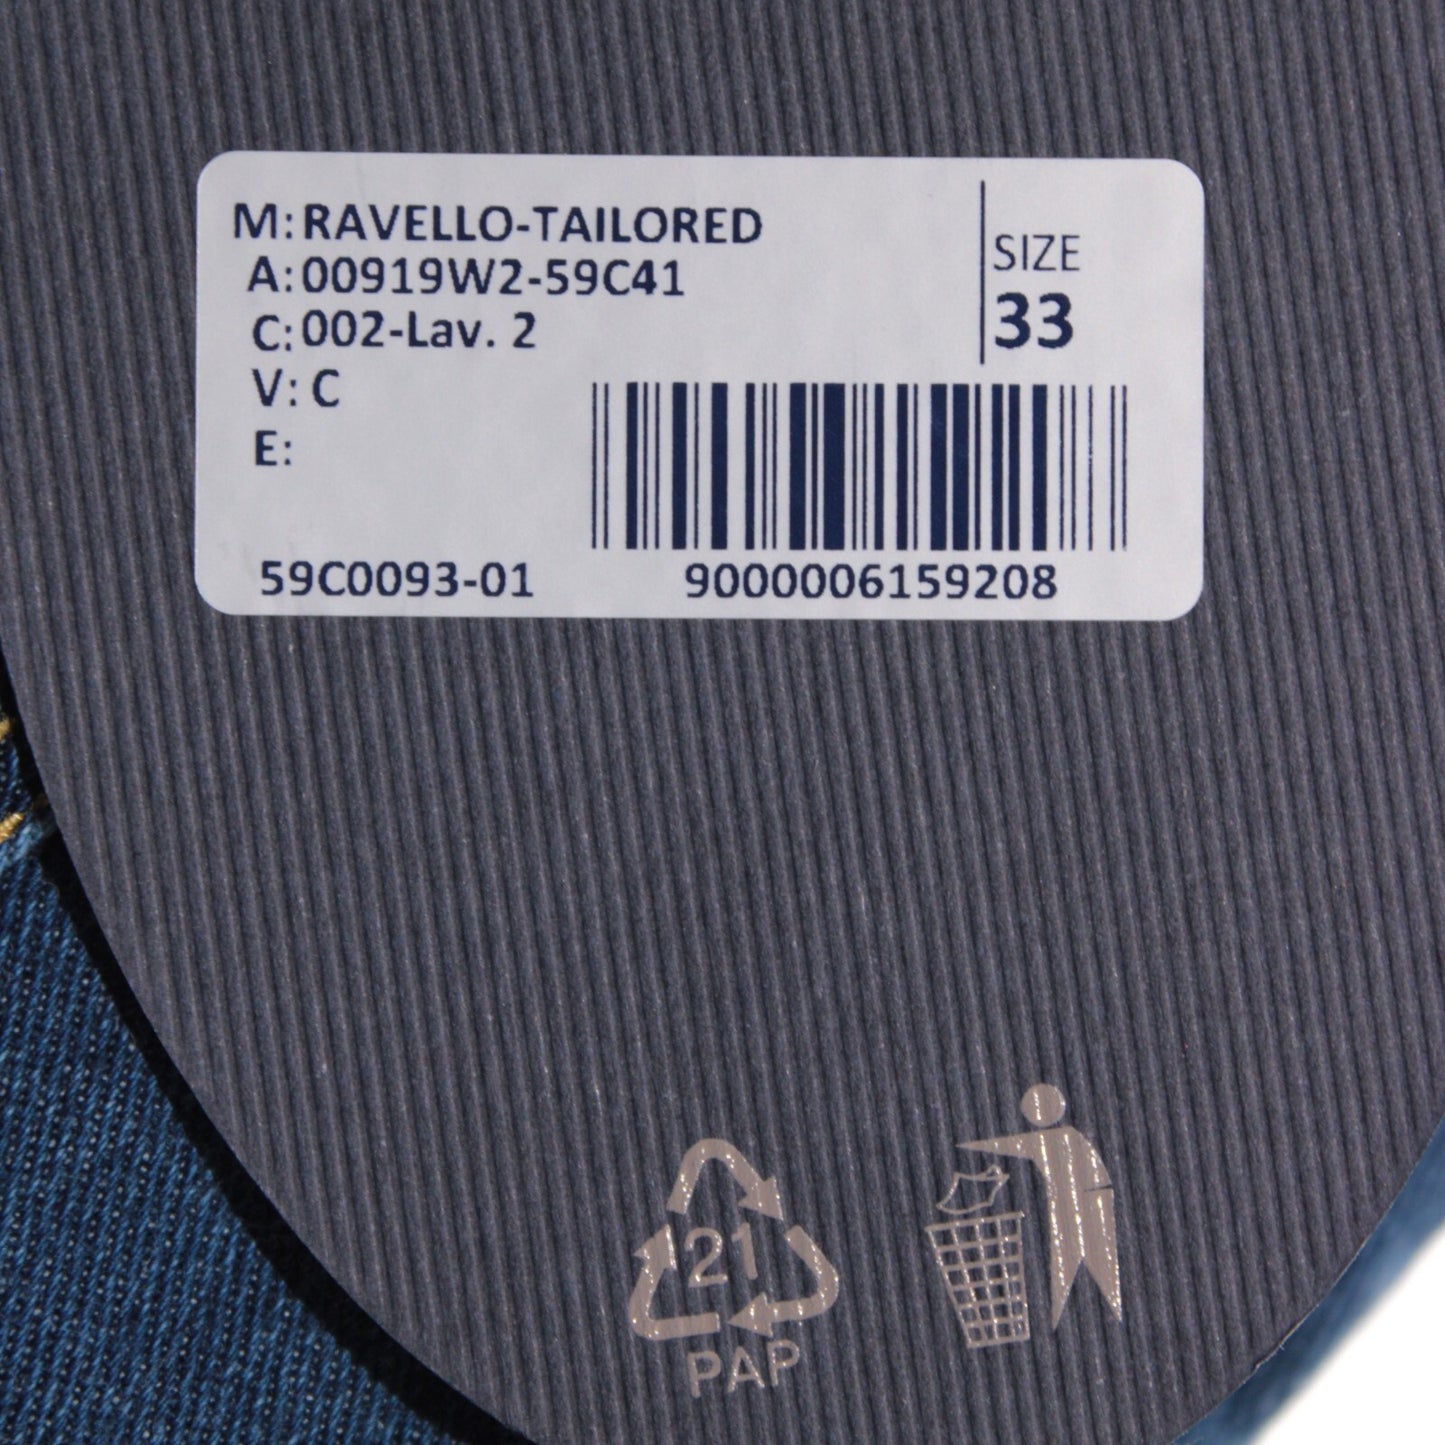 M: RAVELLO-TAILORED
A: 00919W2-59C41
C: 002-Lav. 2
V: C
E:
SIZE
33
59C0093-01
9000006159208
21
PAP